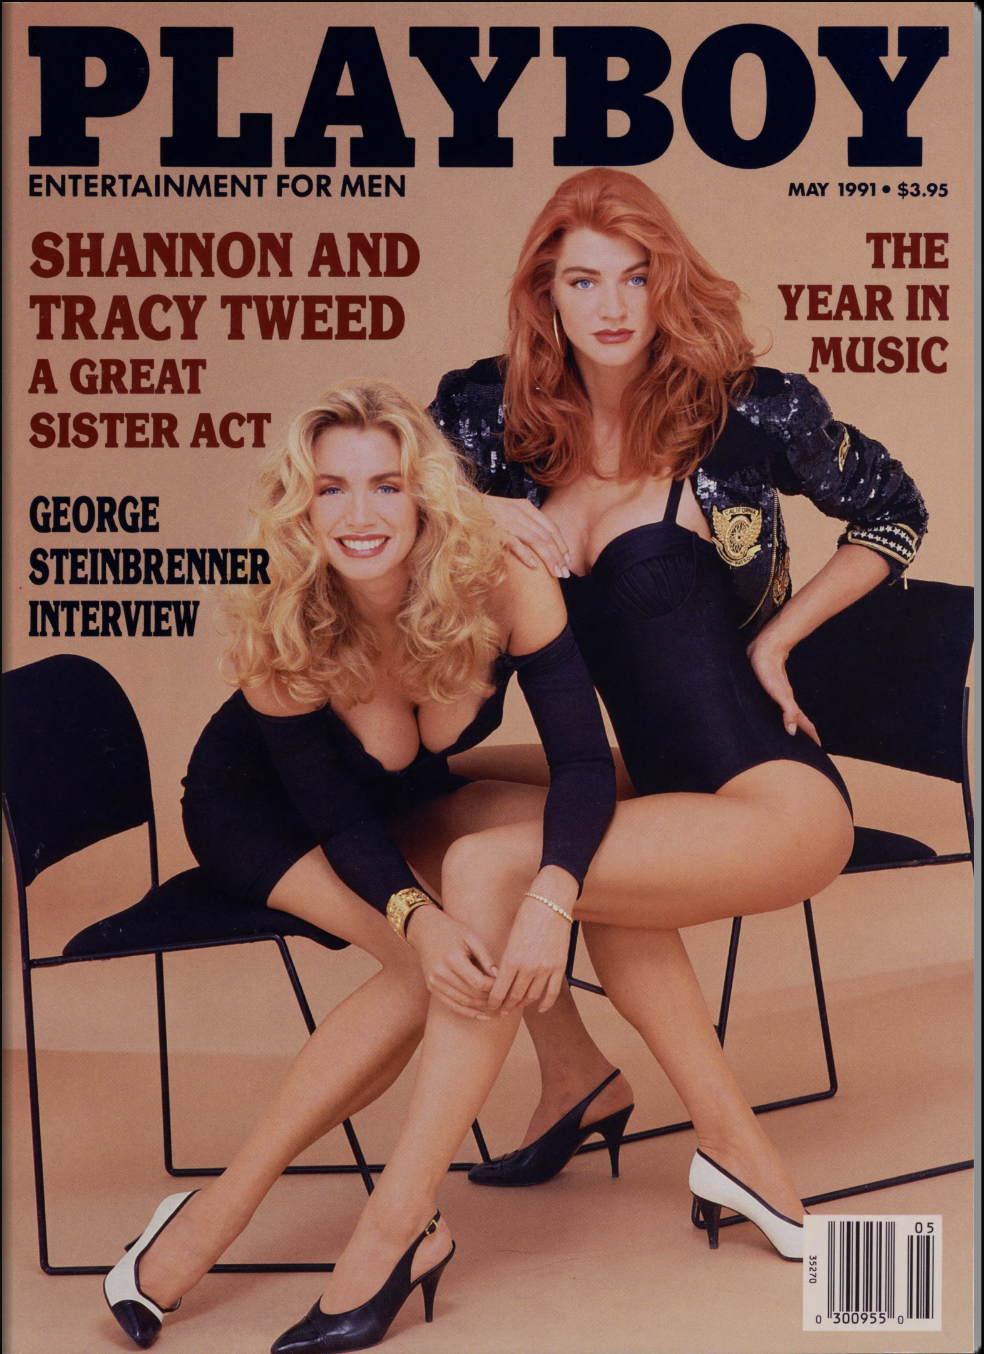 PLAYBOY
ENTERTAINMENT FOR MEN
MAY 1991 • $3.95
SHANNON AND
TRACY TWEED
A GREAT
SISTER ACT
GEORGE
STEINBRENNER
INTERVIEW
THE
YEAR IN
MUSIC
CALIFORNIA
05
35270
0 300955 0